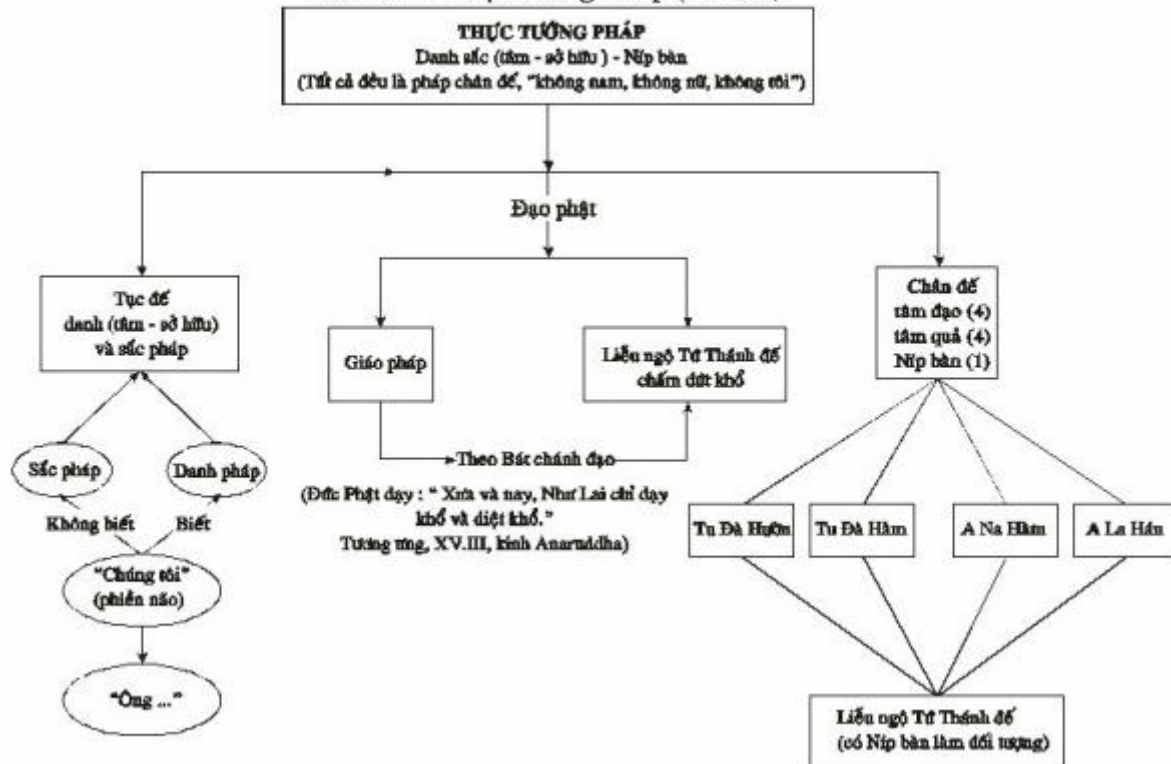 THỰC TƯỚNG PHÁP
Danh sắc (tâm - sở hữu ) - Níp bàn
(Tất cả đều là pháp chân đế, "không nam, không nữ, không tôi")
Đạo phật
Tục đế
danh (tâm - sở hữu)
và sắc pháp
Giáo pháp
Liễu ngộ Tứ Thánh đế
chấm dứt khổ
Chân đế
tâm đạo (4)
tâm quả (4)
Níp bàn (1)
Sắc pháp
Danh pháp
Không biết
Biết
"Chúng tôi"
(phiền não)
"Ông ..."
Theo Bát chánh đạo
(Đức Phật dạy : " Xưa và nay, Như Lai chỉ dạy
khổ và diệt khổ."
Tương ưng, XV.III, kinh Anaruddha)
Tu Đà Hườn
Tu Đà Hàm
A Na Hàm
A La Hán
Liễu ngộ Tứ Thánh đế
(có Níp bàn làm đối tượng)